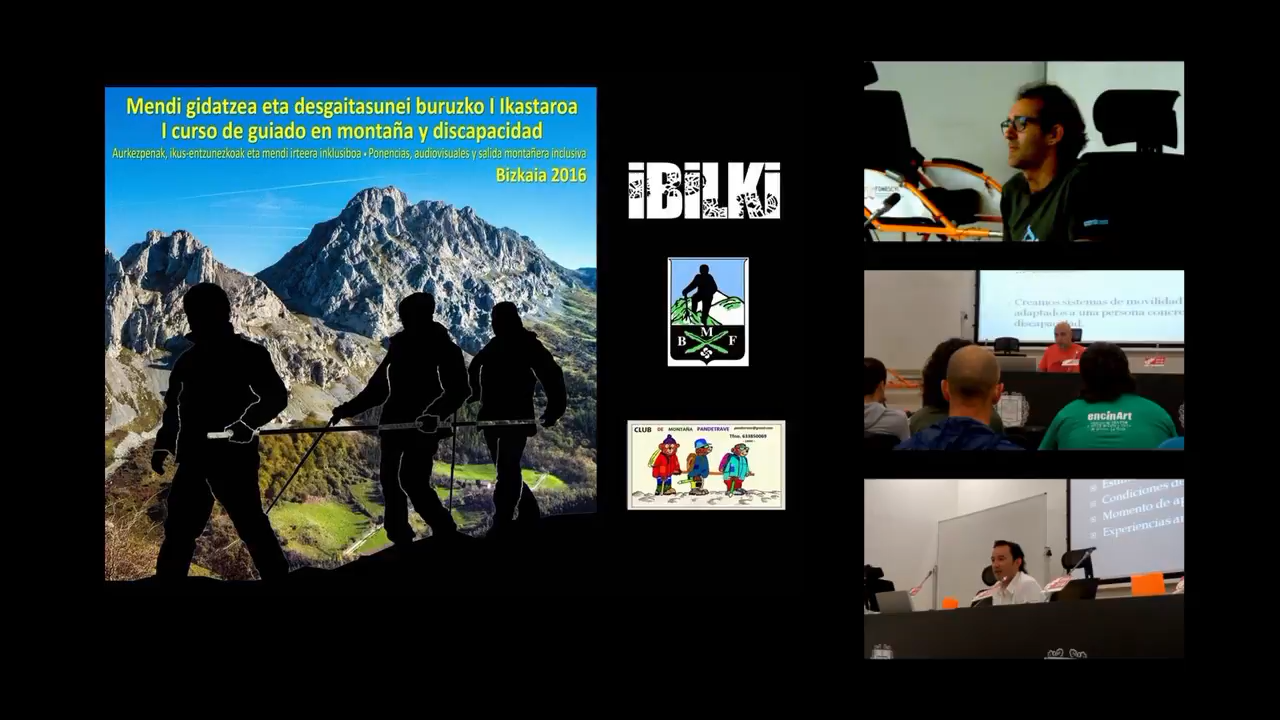 Mendi gidatzea eta desgaitasunei buruzko I Ikastaroa
I curso de guiado en montaña y discapacidad
Aurkezpenak, ikus-entzunezkoak eta mendi irteera inklusiboa • Ponencias, audiovisuales y salida montañera inclusiva
Bizkaia 2016
iBiLKi
M
B F
CLUB DE MONTAÑA PANDETRAVE
Tfno. 633850069
Creamos sistemas de movilidad
adaptados a una persona
discapacidad.
encinArt
Condiciones
Momento de
Experiencias